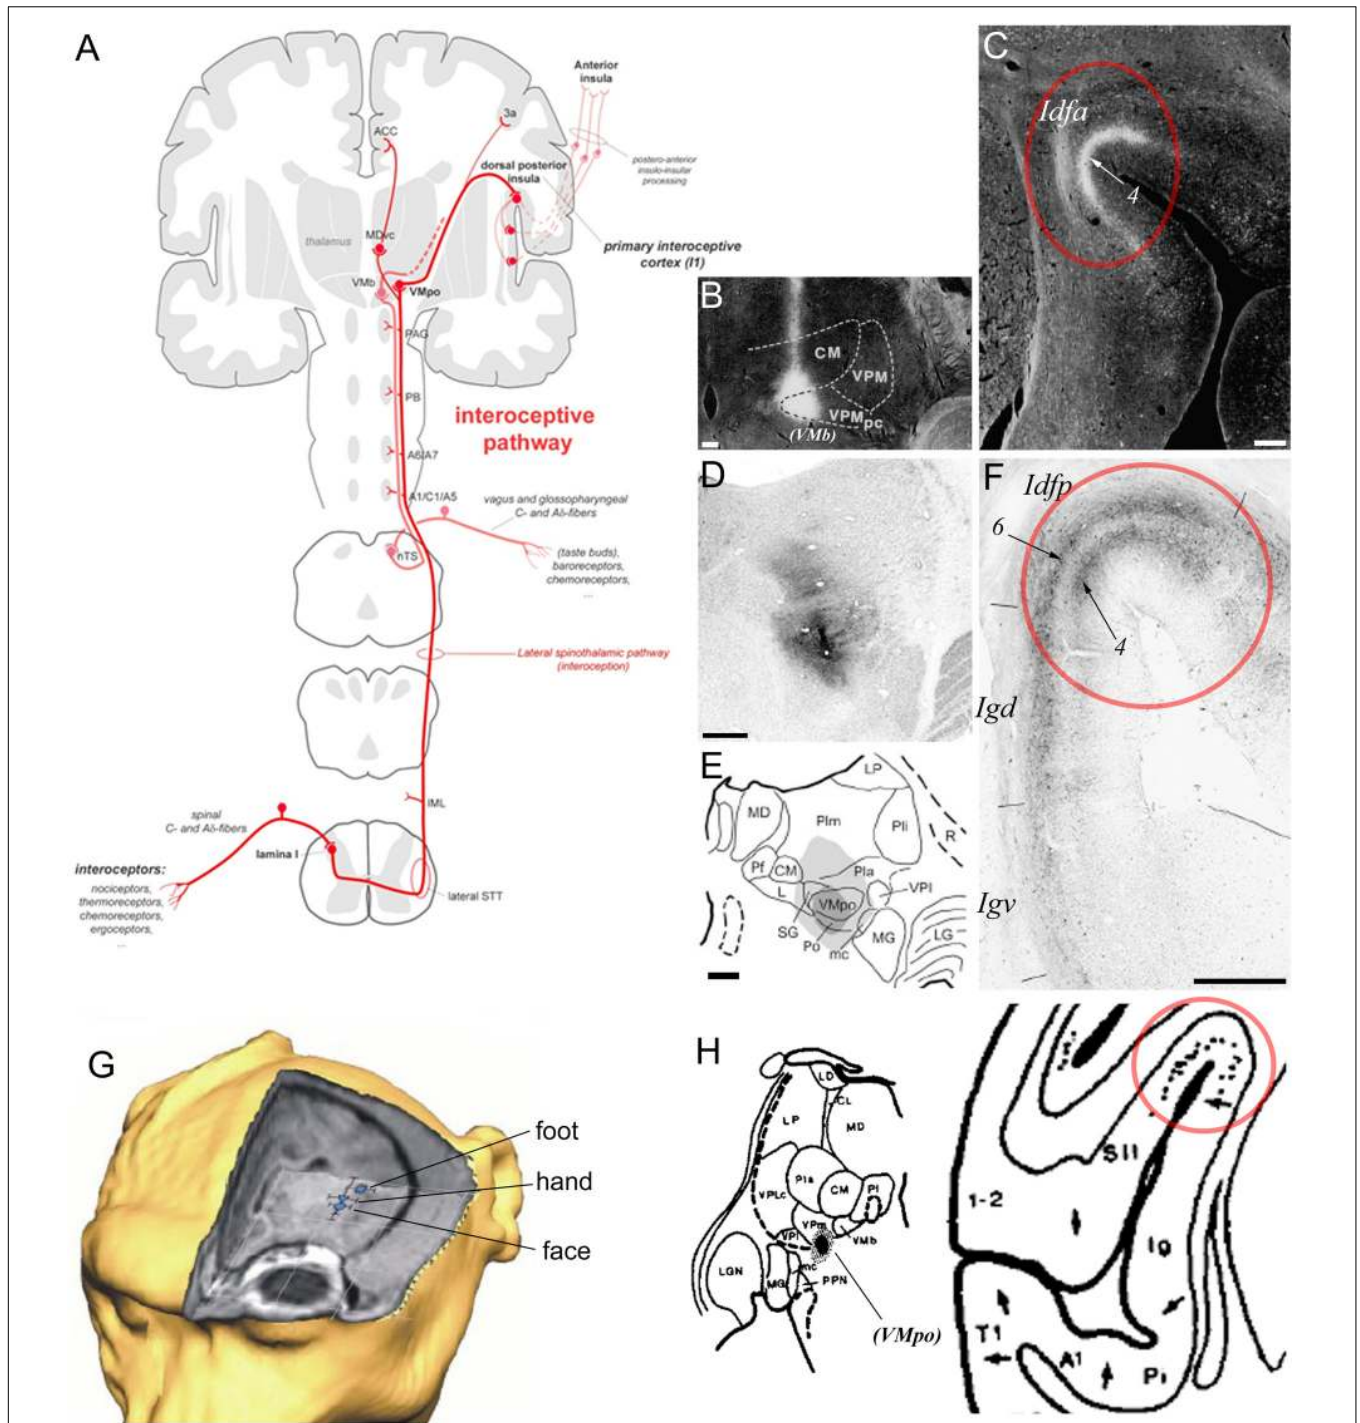 A
Anterior
insula
3a
ACC
postero-anterior
insulo-insular
processing
dorsal posterior
insula
thalamus
MDvc
primary interoceptive
cortex (I1)
VMb
VMpo
PAG
PB
interoceptive
pathway
A6/A7
A1/C1/A5
vagus and glossopharyngeal
C- and Aδ-fibers
nTS
(taste buds),
baroreceptors,
chemoreceptors,
...
Lateral spinothalamic pathway
(interoception)
IML
spinal
C- and Aδ-fibers
lamina I
interoceptors:
nociceptors,
thermoreceptors,
chemoreceptors,
ergoceptors,
...
lateral STT
B
CM
VPM
VPMpc
(VMb)
C
Idfa
4
D
E
LP
MD
Plm
Pli
R
Pf
CM
Pla
L
VPI
VMpo
SG
Po
mc
MG
LG
F
Idfp
6
4
Igd
Igv
G
foot
hand
face
H
LD
CL
LP
MD
Pla
CM
Pf
VPLc
VPM
VPI
VMb
LGN
MG
mc
PPN
(VMpo)
SII
1-2
Ig
T1
A1
Pi